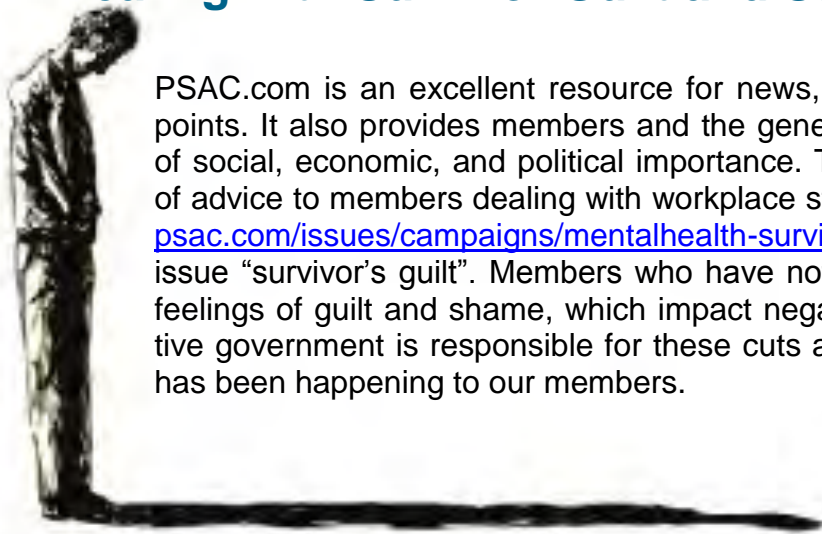 PSAC.com is an excellent resource for news,
points. It also provides members and the gene
of social, economic, and political importance. T
of advice to members dealing with workplace s
psac.com/issues/campaigns/mentalhealth-survi
issue “survivor’s guilt”. Members who have no
feelings of guilt and shame, which impact nega
tive government is responsible for these cuts a
has been happening to our members.